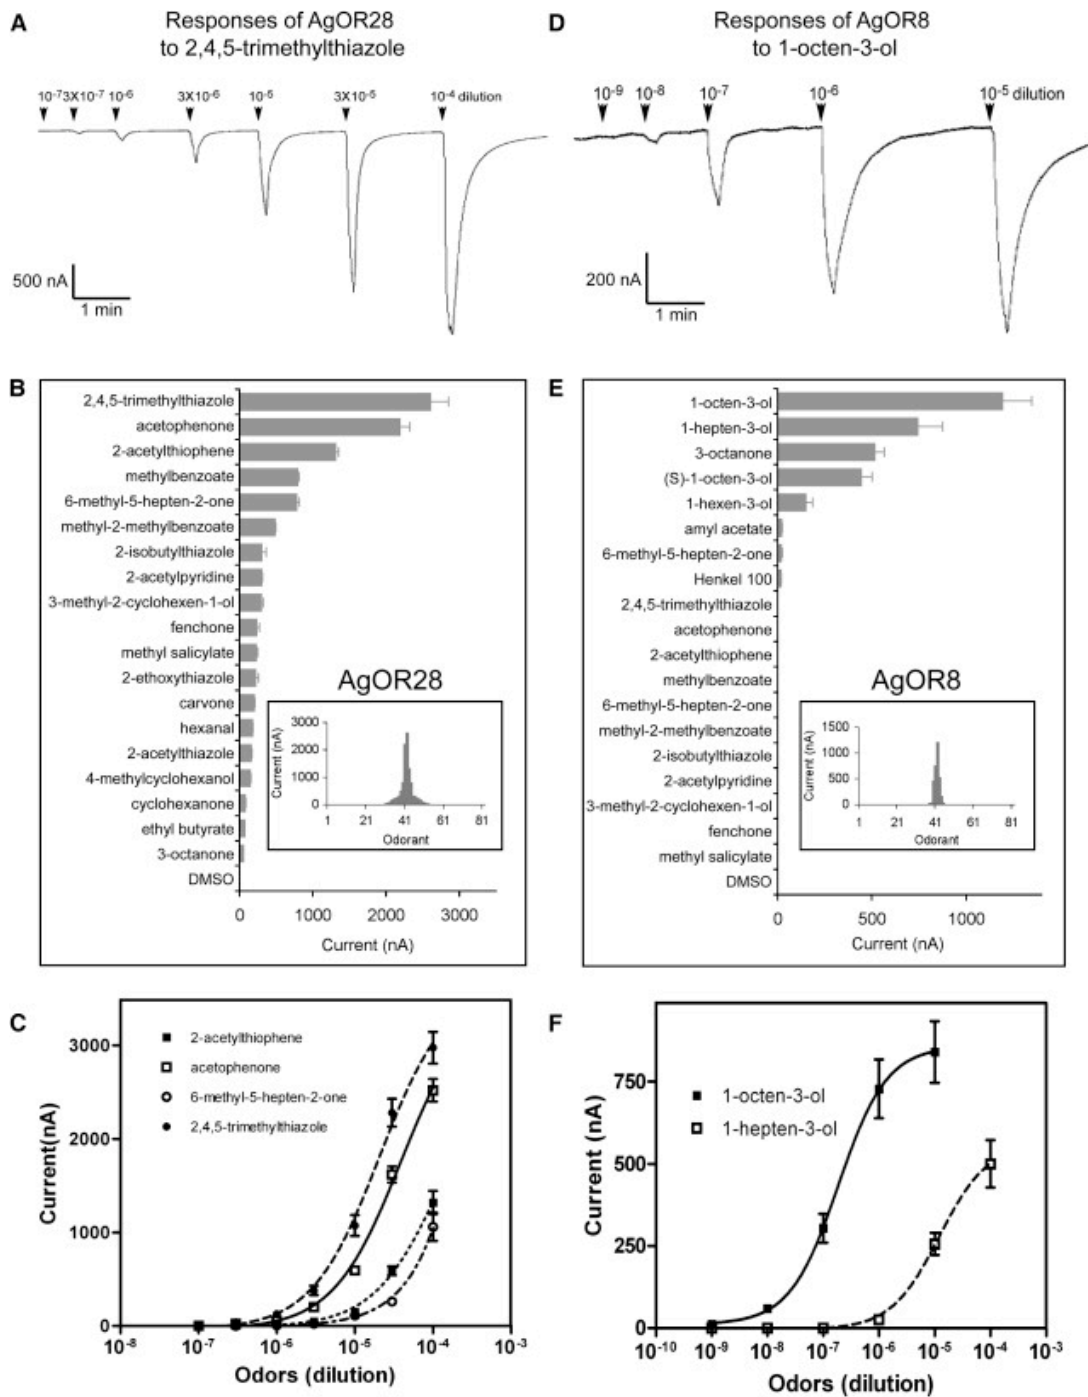 A
Responses of AgOR28
to 2,4,5-trimethylthiazole
10-7 3X10-7 10-6 3X10-6 10-5 3X10-5 10-4 dilution
500 nA
1 min
D
Responses of AgOR8
to 1-octen-3-ol
10-9 10-8 10-7 10-6 10-5 dilution
200 nA
1 min
B
2,4,5-trimethylthiazole
acetophenone
2-acetylthiophene
methylbenzoate
6-methyl-5-hepten-2-one
methyl-2-methylbenzoate
2-isobutylthiazole
2-acetylpyridine
3-methyl-2-cyclohexen-1-ol
fenchone
methyl salicylate
2-ethoxythiazole
carvone
hexanal
2-acetylthiazole
4-methylcyclohexanol
cyclohexanone
ethyl butyrate
3-octanone
DMSO
0 1000 2000 3000
Current (nA)
AgOR28
Current (nA)
3000
2000
1000
0
1 21 41 61 81
Odorant
E
1-octen-3-ol
1-hepten-3-ol
3-octanone
(S)-1-octen-3-ol
1-hexen-3-ol
amyl acetate
6-methyl-5-hepten-2-one
Henkel 100
2,4,5-trimethylthiazole
acetophenone
2-acetylthiophene
methylbenzoate
6-methyl-5-hepten-2-one
methyl-2-methylbenzoate
2-isobutylthiazole
2-acetylpyridine
3-methyl-2-cyclohexen-1-ol
fenchone
methyl salicylate
DMSO
0 500 1000
Current (nA)
AgOR8
Current (nA)
1500
1000
500
0
1 21 41 61 81
Odorant
C
2-acetylthiophene
acetophenone
6-methyl-5-hepten-2-one
2,4,5-trimethylthiazole
Current(nA)
3000
2000
1000
0
10-8 10-7 10-6 10-5 10-4 10-3
Odors (dilution)
F
1-octen-3-ol
1-hepten-3-ol
Current (nA)
750
500
250
0
10-10 10-9 10-8 10-7 10-6 10-5 10-4 10-3
Odors (dilution)